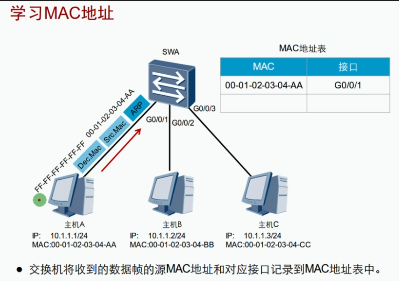 学习MAC地址
SWA
MAC地址表
MAC 接口
00-01-02-03-04-AA G0/0/1
FF-FF-FF-FF-FF-FF 00-01-02-03-04-AA
Des.Mac Src.Mac ARP
G0/0/1 G0/0/2 G0/0/3
主机A 主机B 主机C
IP: 10.1.1.1/24 IP: 10.1.1.2/24 IP: 10.1.1.3/24
MAC:00-01-02-03-04-AA MAC:00-01-02-03-04-BB MAC:00-01-02-03-04-CC
● 交换机将收到的数据帧的源MAC地址和对应接口记录到MAC地址表中。